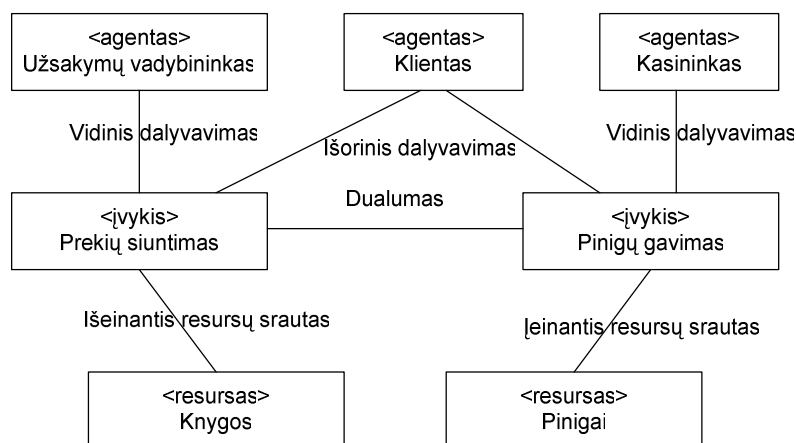 <agentas>
Užsakymų vadybininkas
<agentas>
Klientas
<agentas>
Kasininkas
Vidinis dalyvavimas
Išorinis dalyvavimas
Vidinis dalyvavimas
<įvykis>
Prekių siuntimas
Dualumas
<įvykis>
Pinigų gavimas
Išeinantis resursų srautas
Įeinantis resursų srautas
<resursas>
Knygos
<resursas>
Pinigai